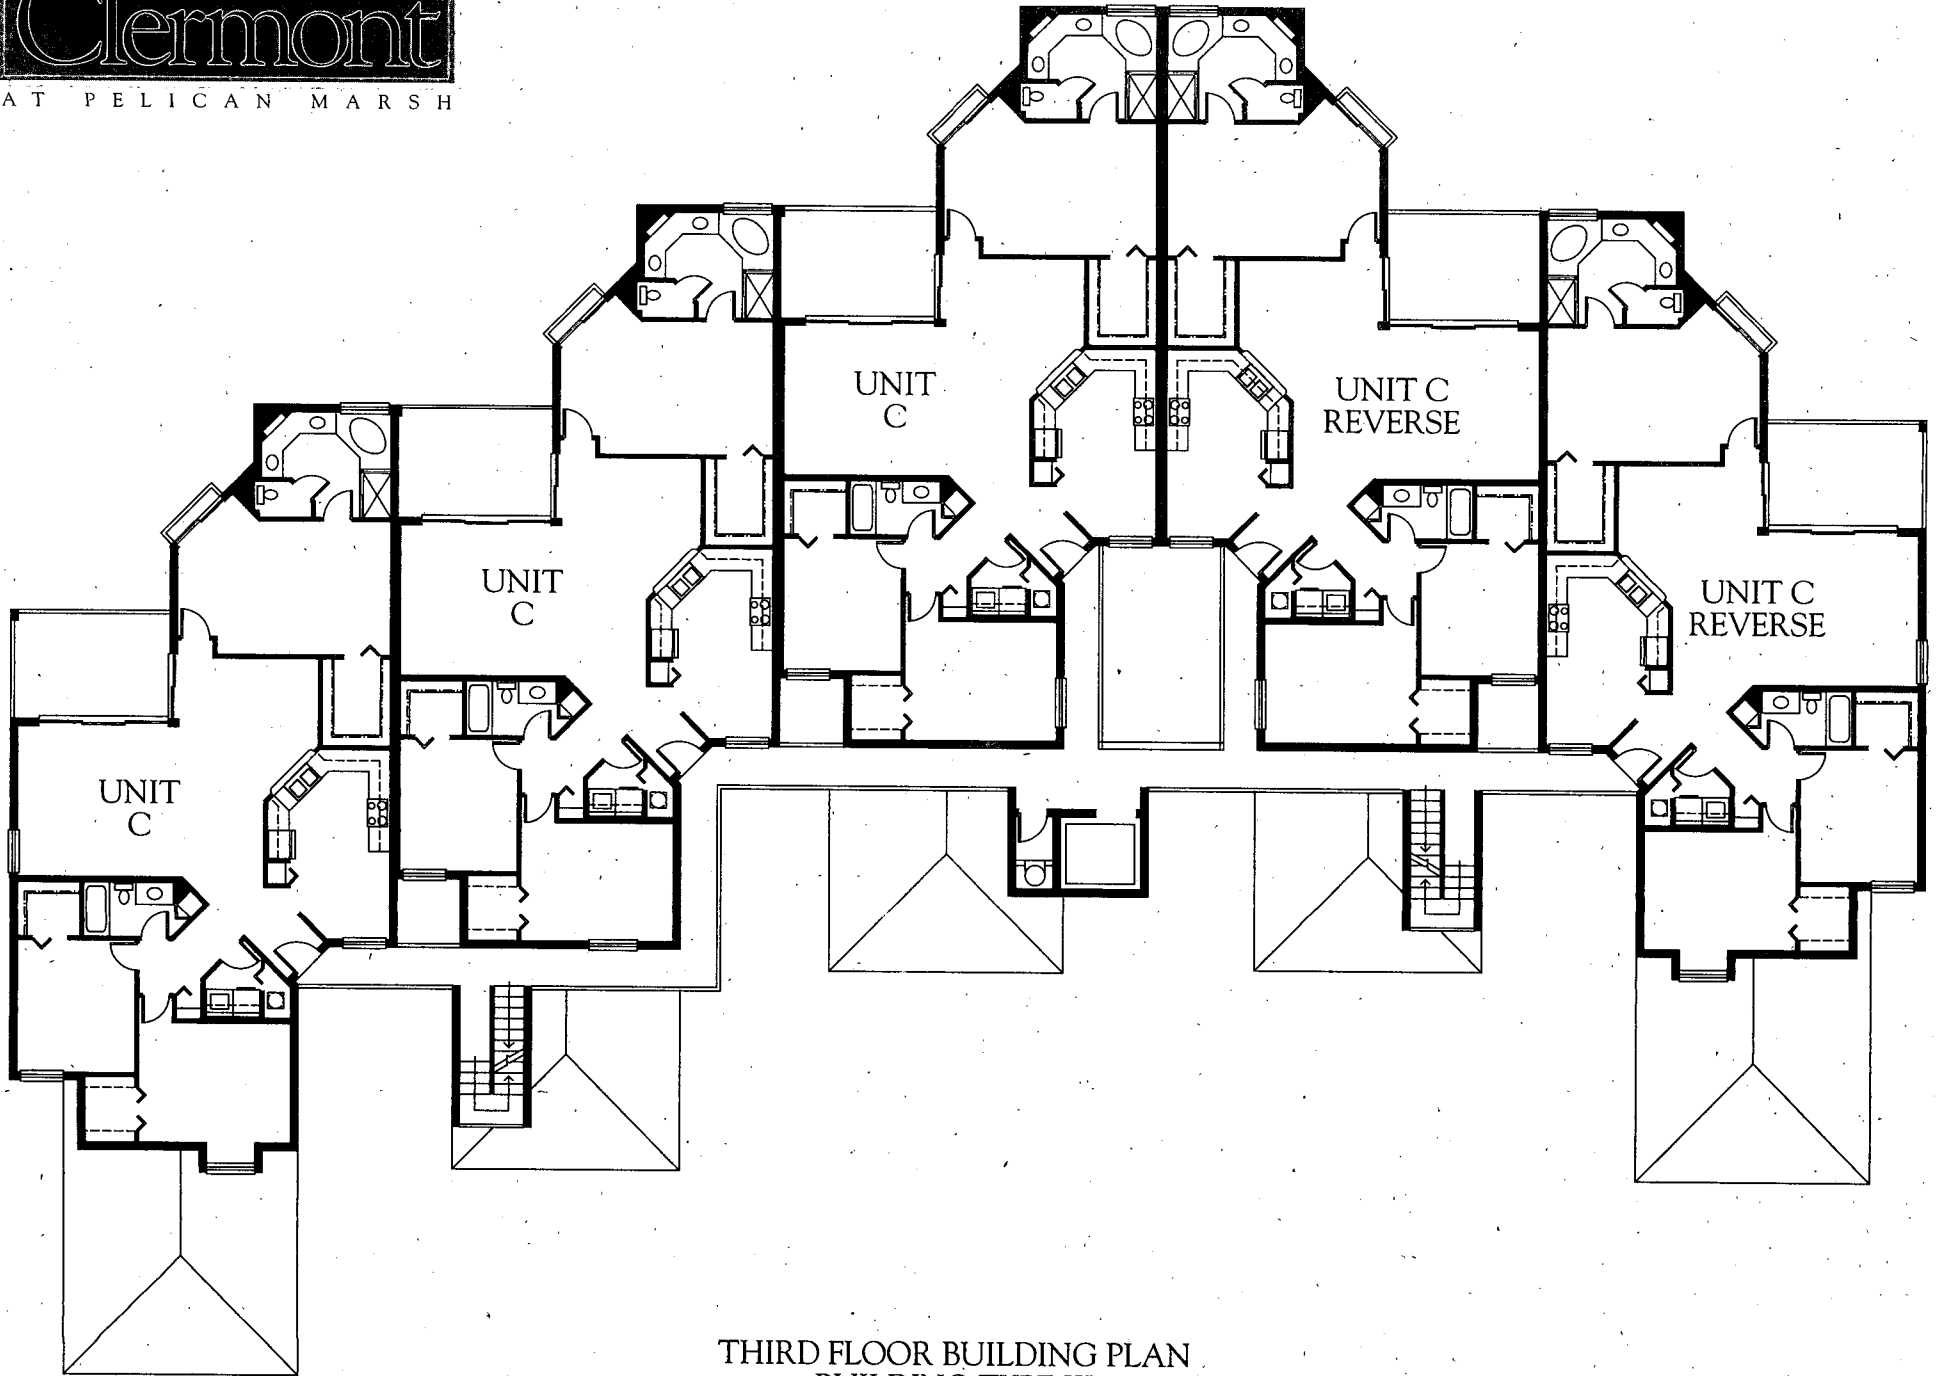 Clermont
AT PELICAN MARSH
UNIT
C
UNIT C
REVERSE
UNIT
C
UNIT C
REVERSE
UNIT
C
THIRD FLOOR BUILDING PLAN